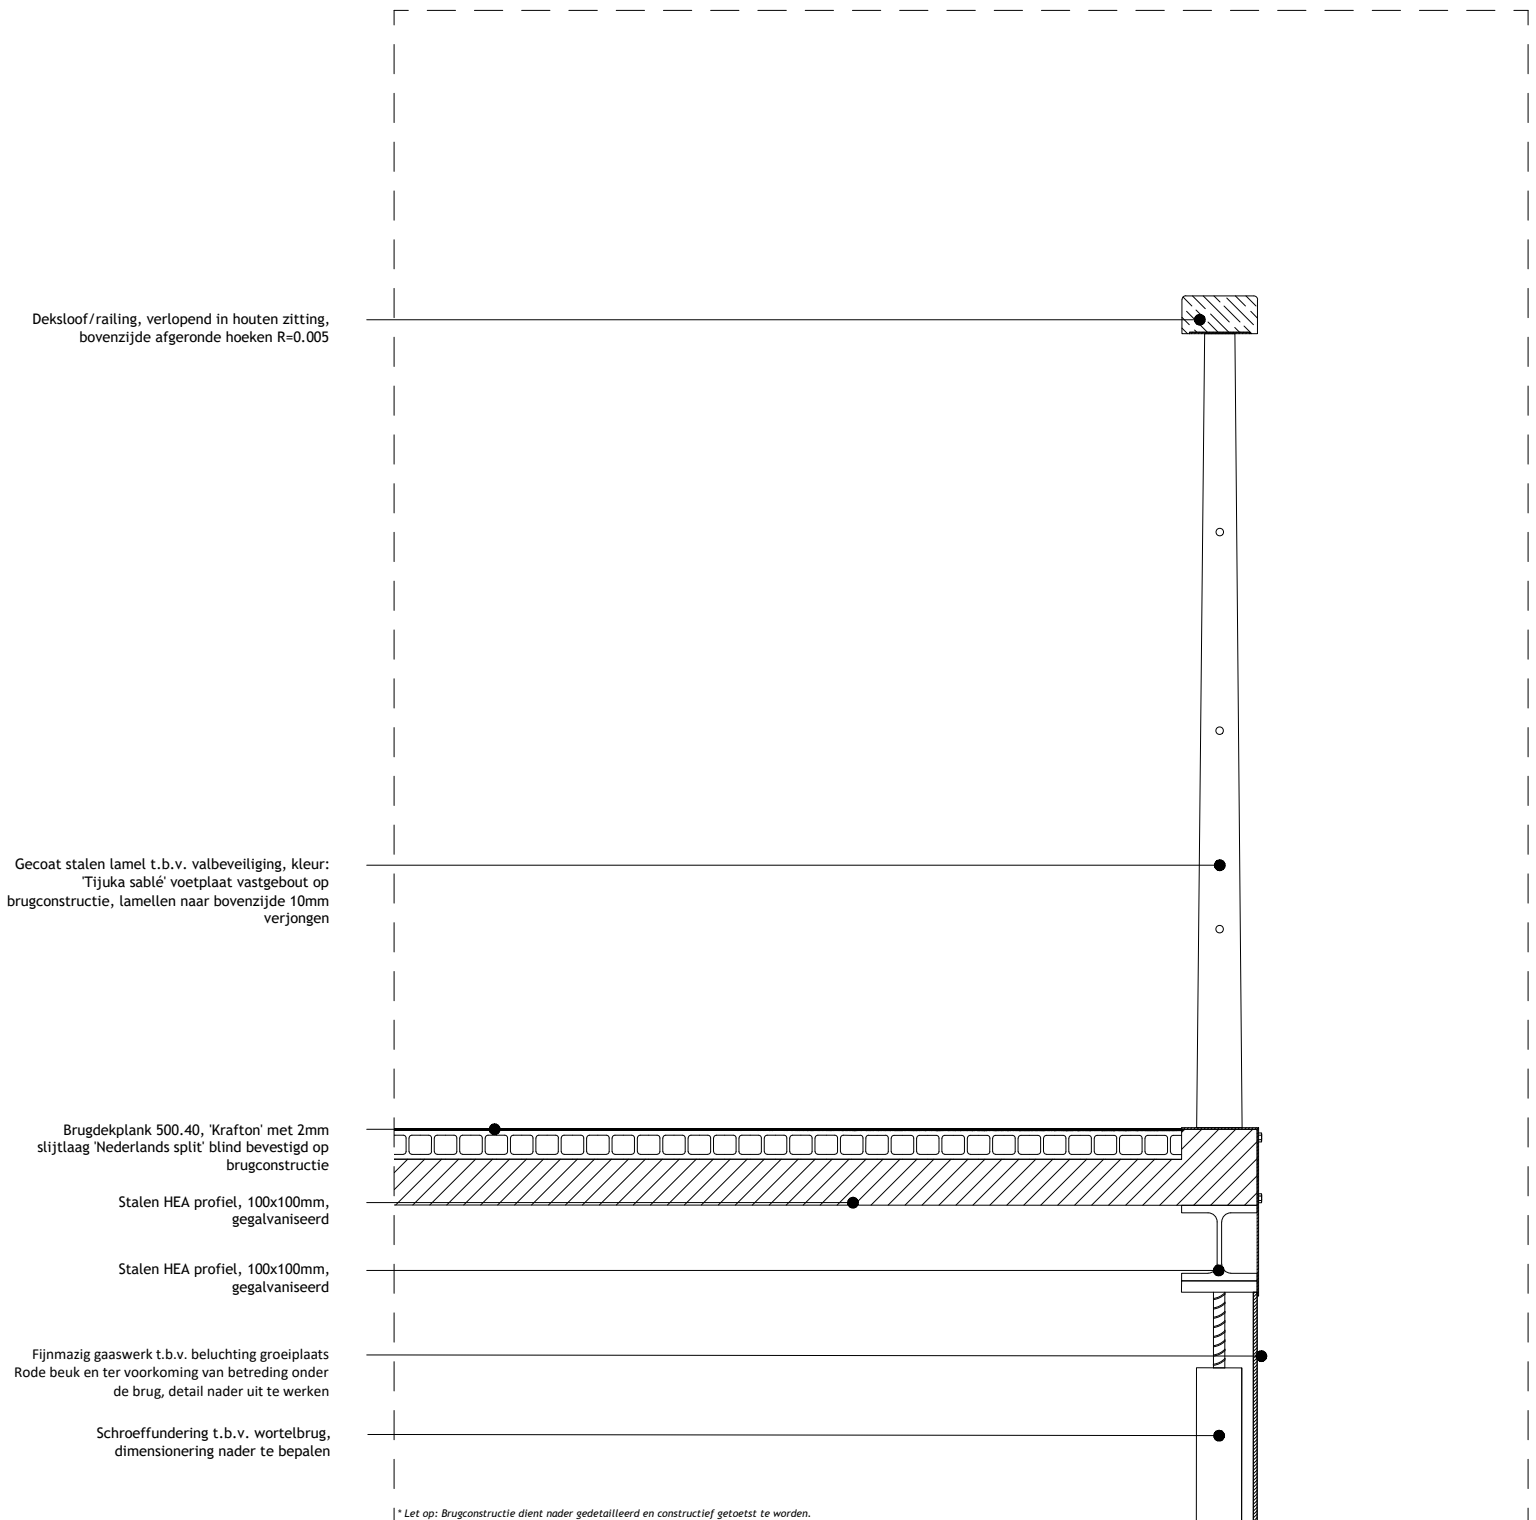 Deksloof/railing, verlopend in houten zitting,
bovenzijde afgeronde hoeken R=0.005
Gecoat stalen lamel t.b.v. valbeveiliging, kleur:
'Tijuka sablé' voetplaat vastgebout op
brugconstructie, lamellen naar bovenzijde 10mm
verjongen
Brugdekplank 500.40, 'Krafton' met 2mm
slijtlaag 'Nederlands split' blind bevestigd op
brugconstructie
Stalen HEA profiel, 100x100mm,
gegalvaniseerd
Stalen HEA profiel, 100x100mm,
gegalvaniseerd
Fijnmazig gaaswerk t.b.v. beluchting groeiplaats
Rode beuk en ter voorkoming van betreding onder
de brug, detail nader uit te werken
Schroeffundering t.b.v. wortelbrug,
dimensionering nader te bepalen
* Let op: Brugconstructie dient nader gedetailleerd en constructief getoetst te worden.